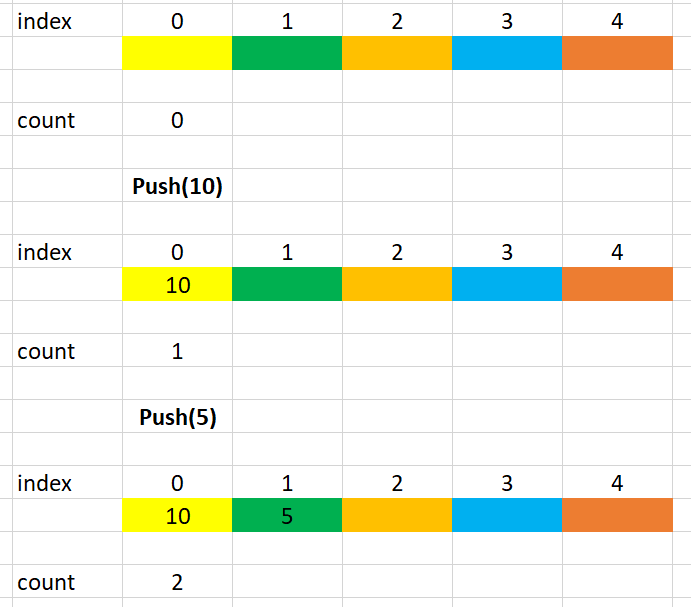 index 0 1 2 3 4
count 0
Push(10)
index 0 1 2 3 4
10
count 1
Push(5)
index 0 1 2 3 4
10 5
count 2